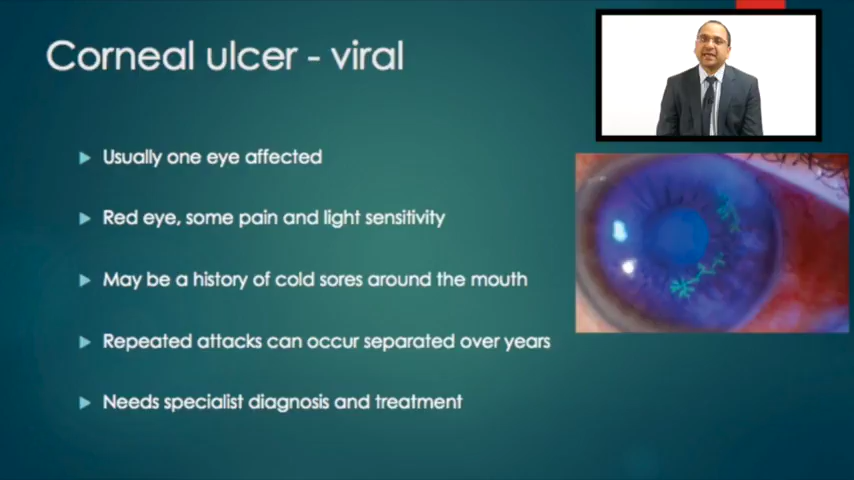 Corneal ulcer - viral
Usually one eye affected
Red eye, some pain and light sensitivity
May be a history of cold sores around the mouth
Repeated attacks can occur separated over years
Needs specialist diagnosis and treatment